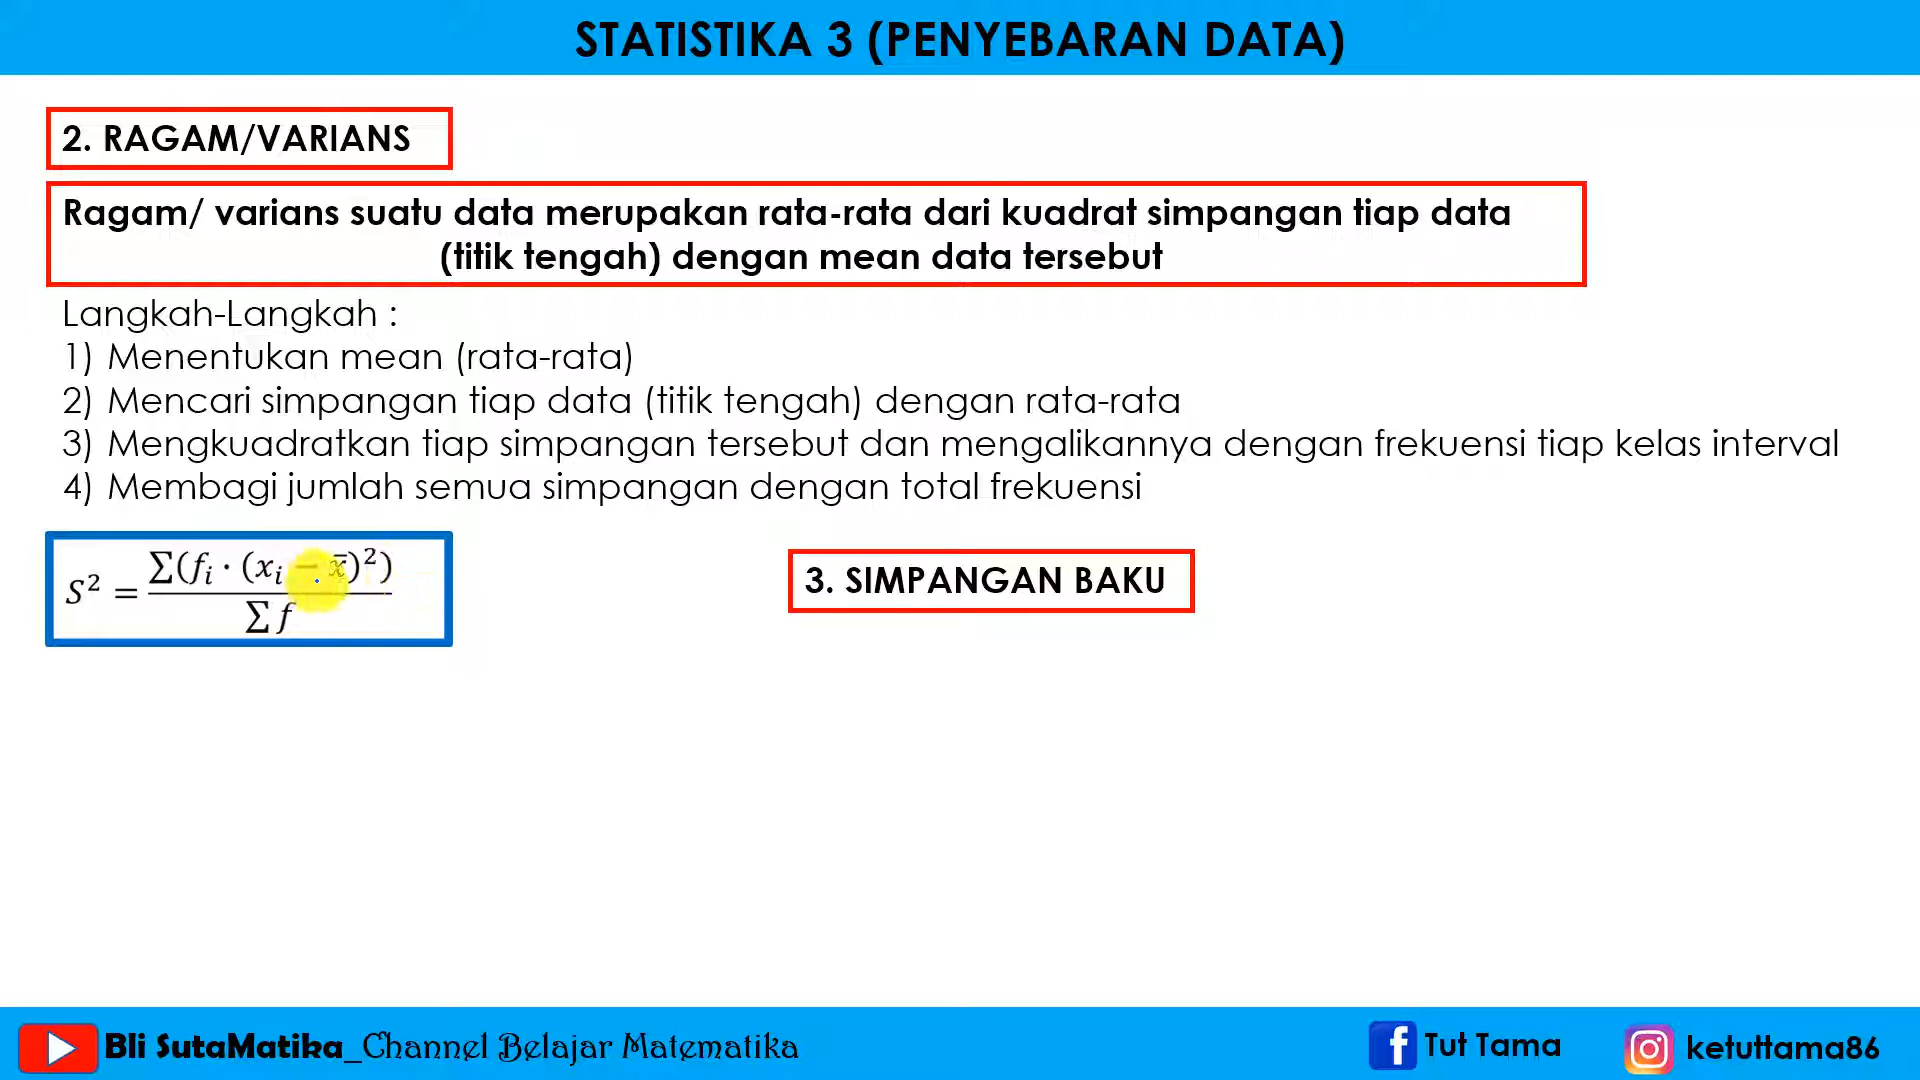 STATISTIKA 3 (PENYEBARAN DATA)
2. RAGAM/VARIANS
Ragam/ varians suatu data merupakan rata-rata dari kuadrat simpangan tiap data
(titik tengah) dengan mean data tersebut
Langkah-Langkah :
1) Menentukan mean (rata-rata)
2) Mencari simpangan tiap data (titik tengah) dengan rata-rata
3) Mengkuadratkan tiap simpangan tersebut dan mengalikannya dengan frekuensi tiap kelas interval
4) Membagi jumlah semua simpangan dengan total frekuensi
S² = ∑(fᵢ · (xᵢ − x̅)²) / ∑ f
3. SIMPANGAN BAKU
Bli SutaMatika_Channel Belajar Matematika
Tut Tama
ketuttama86